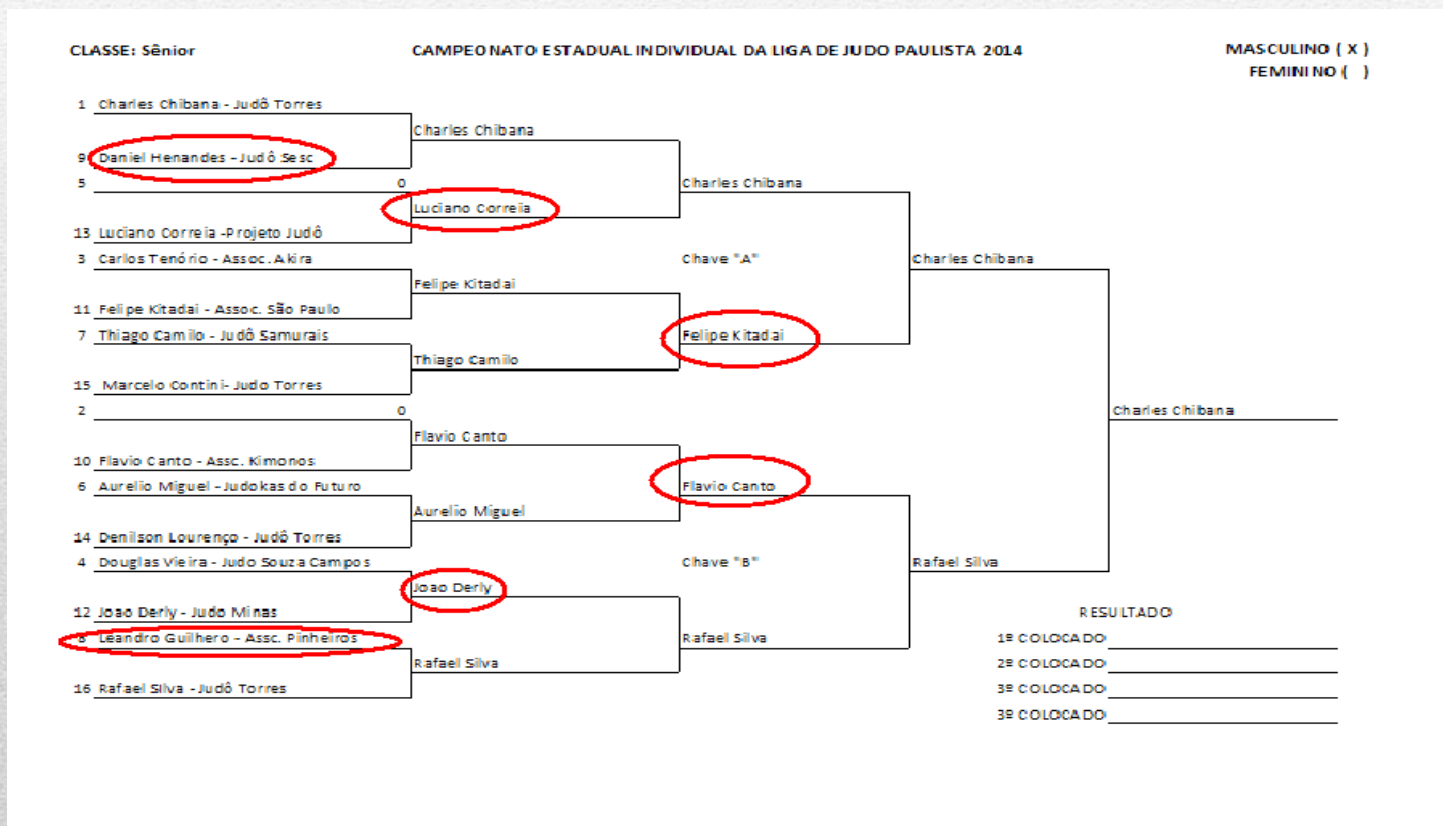 CLASSE: Sênior
CAMPEONATO ESTADUAL INDIVIDUAL DA LIGA DE JUDO PAULISTA 2014
MASCULINO ( X )
FEMININO ( )
1 Charles Chibana - Judô Torres
Charles Chibana
9 Daniel Henandes - Judô Sesc
5 0
Charles Chibana
Luciano Correia
13 Luciano Correia -Projeto Judô
3 Carlos Tenório - Assoc. Akira
Chave "A"
Charles Chibana
Felipe Kitadai
11 Felipe Kitadai - Assoc. São Paulo
7 Thiago Camilo - Judô Samurais
Felipe Kitadai
Thiago Camilo
15 Marcelo Contini- Judo Torres
2 0
Charles Chibana
Flavio Canto
10 Flavio Canto - Assc. Kimonos
6 Aurelio Miguel -Judokas do Futuro
Flavio Canto
Aurelio Miguel
14 Denilson Lourenço - Judô Torres
4 Douglas Vieira - Judo Souza Campos
Chave "B"
Rafael Silva
Joao Derly
12 Joao Derly - Judo Minas
RESULTADO
8 Leandro Guilhero - Assc. Pinheiros
Rafael Silva
1º COLOCADO
Rafael Silva
2º COLOCADO
16 Rafael Silva -Judô Torres
3º COLOCADO
3º COLOCADO